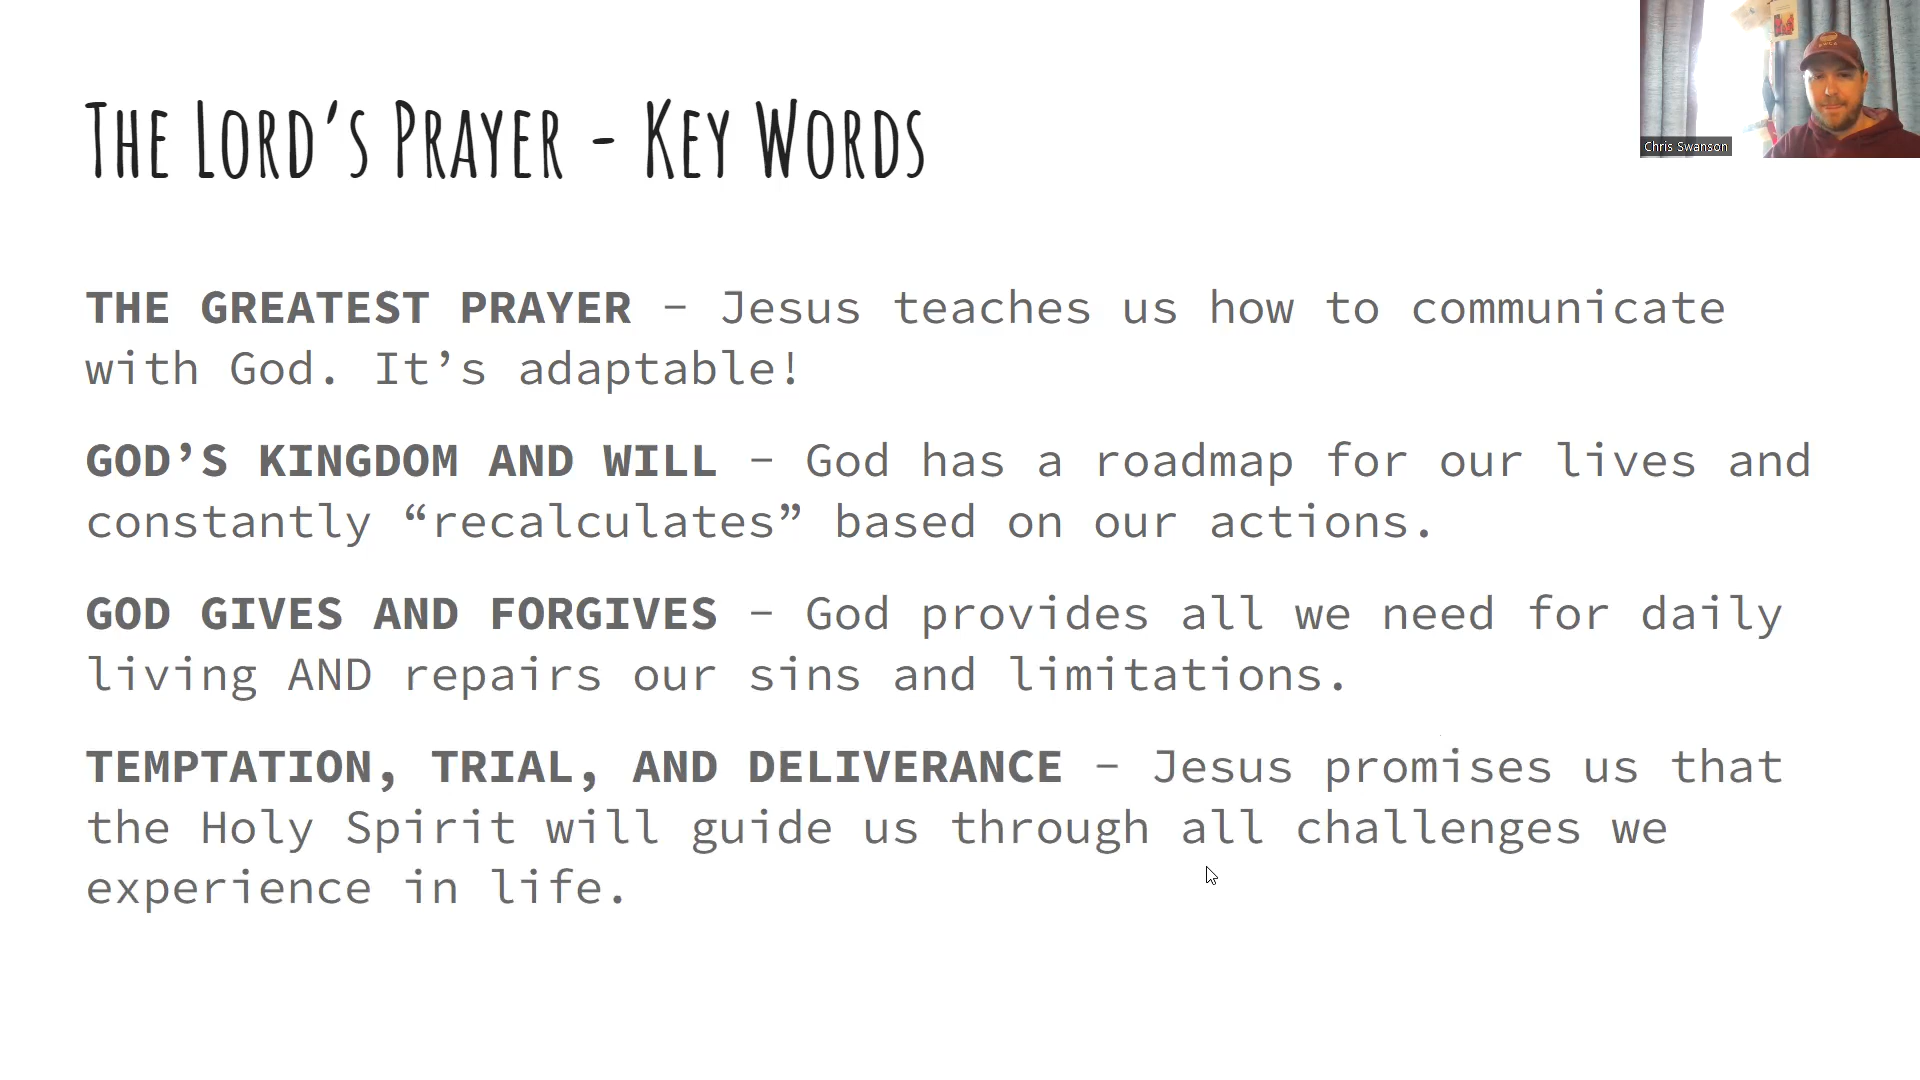 The Lord’s Prayer - Key Words
Chris Swanson
THE GREATEST PRAYER – Jesus teaches us how to communicate
with God. It’s adaptable!
GOD’S KINGDOM AND WILL – God has a roadmap for our lives and
constantly “recalculates” based on our actions.
GOD GIVES AND FORGIVES – God provides all we need for daily
living AND repairs our sins and limitations.
TEMPTATION, TRIAL, AND DELIVERANCE – Jesus promises us that
the Holy Spirit will guide us through all challenges we
experience in life.